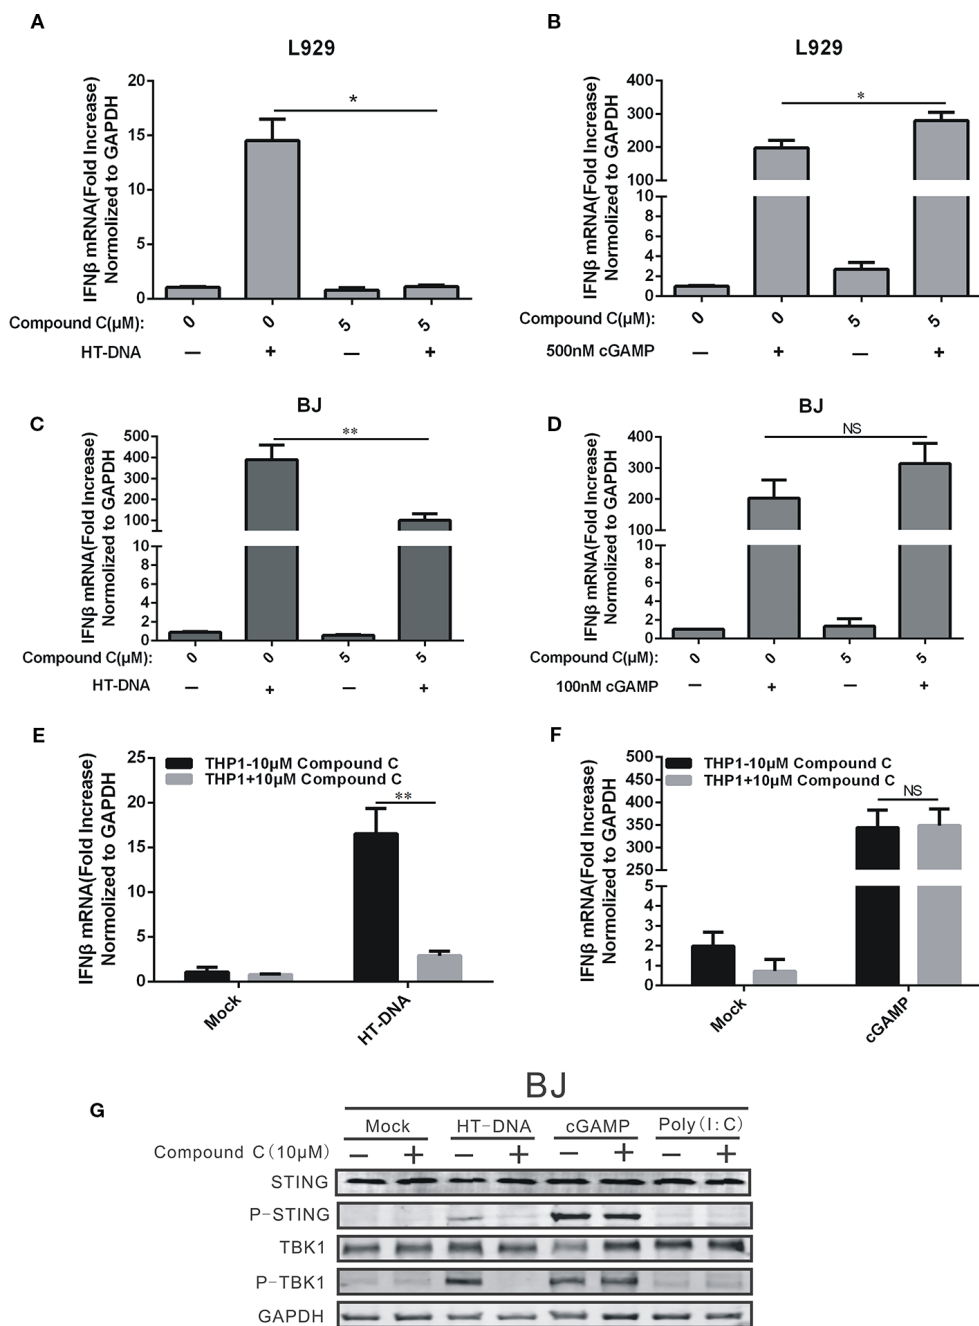 A
L929
IFNβ mRNA(Fold Increase)
Normolized to GAPDH
20
15
10
5
0
*
Compound C(μM): 0 0 5 5
HT-DNA — + — +
B
L929
IFNβ mRNA(Fold Increase)
Normolized to GAPDH
400
300
200
100
10
8
6
4
2
0
*
Compound C(μM): 0 0 5 5
500nM cGAMP — + — +
C
BJ
IFNβ mRNA(Fold Increase)
Normolized to GAPDH
500
400
300
200
100
10
8
6
4
2
0
**
Compound C(μM): 0 0 5 5
HT-DNA — + — +
D
BJ
IFNβ mRNA(Fold Increase)
Normolized to GAPDH
400
300
200
100
10
8
6
4
2
0
NS
Compound C(μM): 0 0 5 5
100nM cGAMP — + — +
E
IFNβ mRNA(Fold Increase)
Normolized to GAPDH
25
20
15
10
5
0
THP1-10μM Compound C
THP1+10μM Compound C
**
Mock
HT-DNA
F
IFNβ mRNA(Fold Increase)
Normolized to GAPDH
500
450
400
350
300
250
5
4
3
2
1
0
THP1-10μM Compound C
THP1+10μM Compound C
NS
Mock
cGAMP
G
BJ
Mock HT-DNA cGAMP Poly(I:C)
Compound C(10μM) — + — + — + — +
STING
P-STING
TBK1
P-TBK1
GAPDH